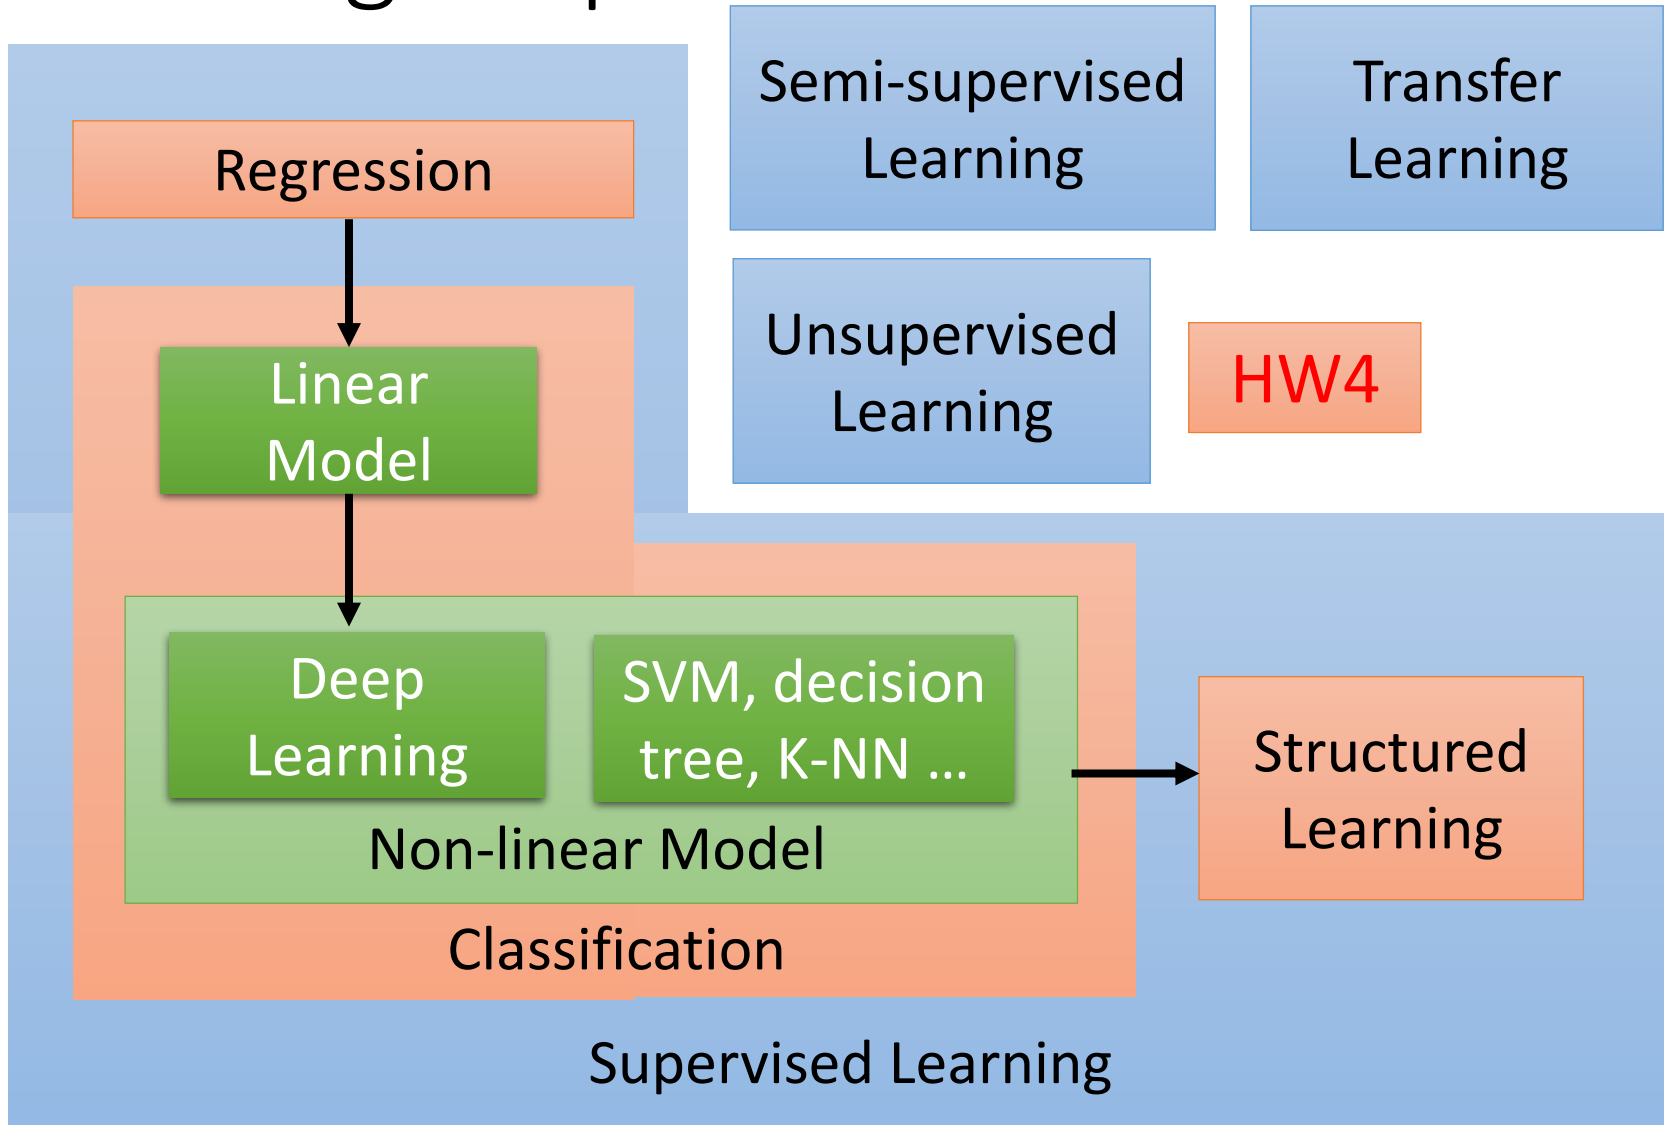 Semi-supervised
Learning
Transfer
Learning
Regression
Unsupervised
Learning
HW4
Linear
Model
Deep
Learning
SVM, decision
tree, K-NN ...
Non-linear Model
Classification
Structured
Learning
Supervised Learning